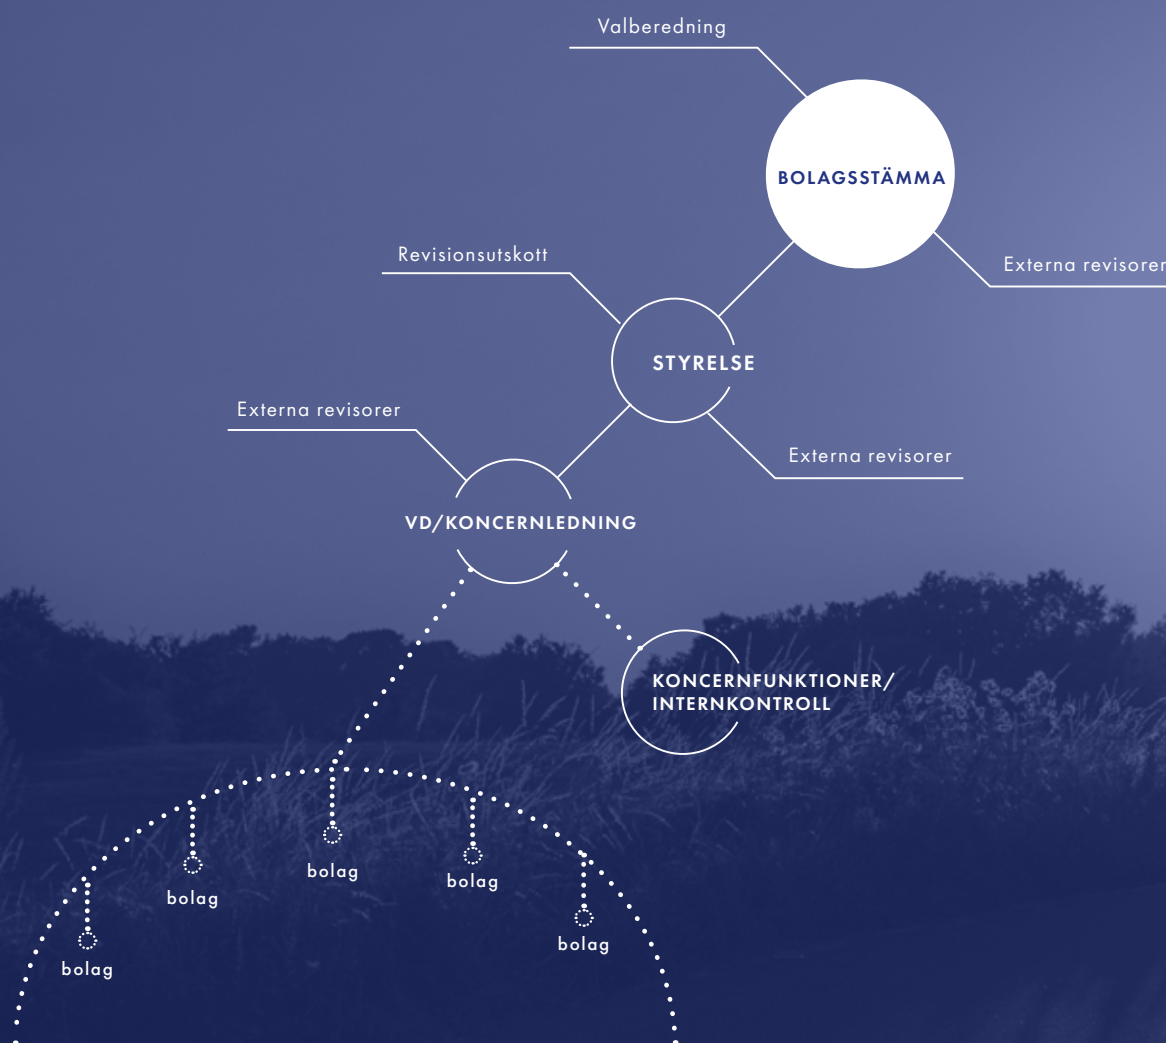 Valberedning
BOLAGSSTÄMMA
Revisionsutskott
Externa revisorer
STYRELSE
Externa revisorer
Externa revisorer
VD/KONCERNLEDNING
KONCERNFUNKTIONER/
INTERNKONTROLL
bolag
bolag
bolag
bolag
bolag